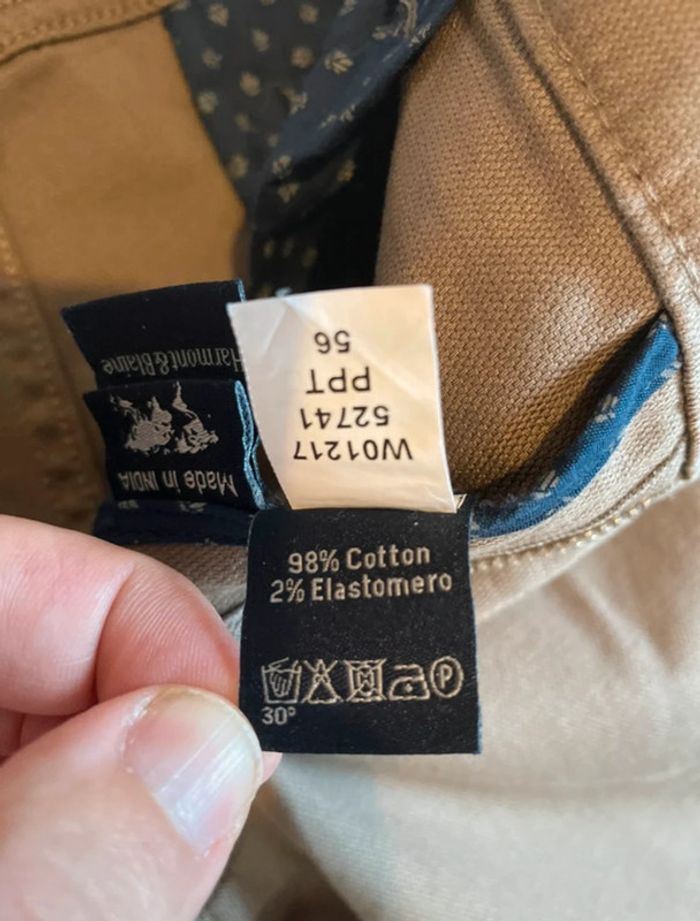 Harmont&Blaine
Made in INDIA
W01217
52741
PPT
56
98% Cotton
2% Elastomero
P
30°